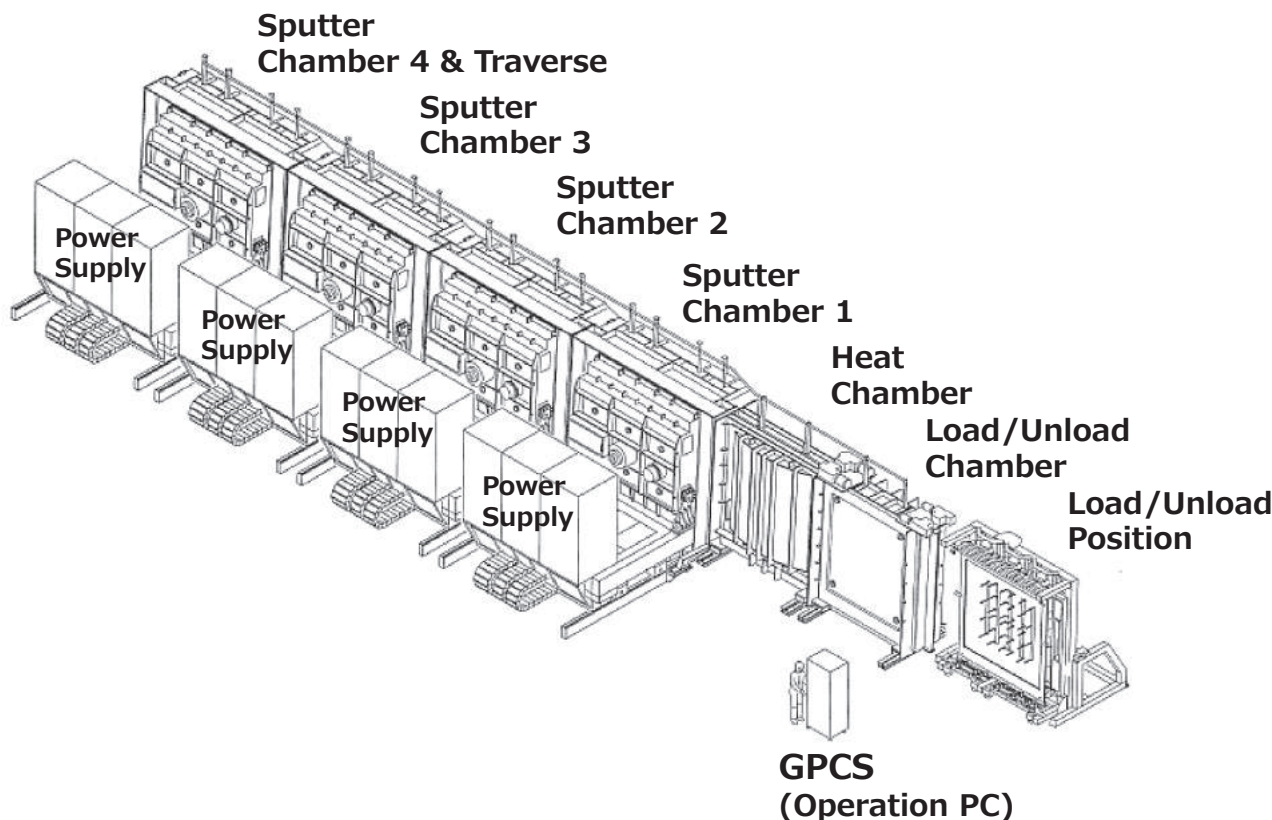 Sputter
Chamber 4 & Traverse
Sputter
Chamber 3
Sputter
Chamber 2
Sputter
Chamber 1
Heat
Chamber
Load/Unload
Chamber
Load/Unload
Position
Power
Supply
Power
Supply
Power
Supply
Power
Supply
GPCS
(Operation PC)